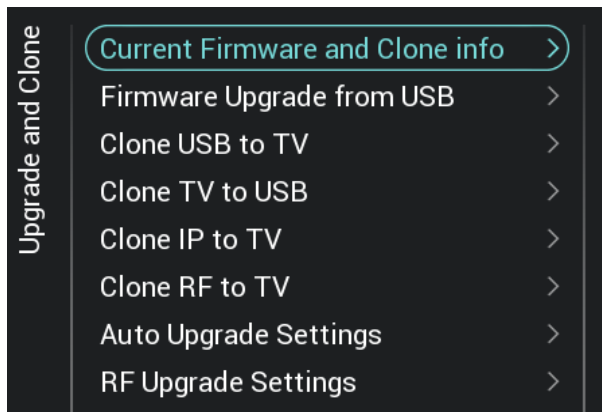 Upgrade and Clone
Current Firmware and Clone info
Firmware Upgrade from USB
Clone USB to TV
Clone TV to USB
Clone IP to TV
Clone RF to TV
Auto Upgrade Settings
RF Upgrade Settings